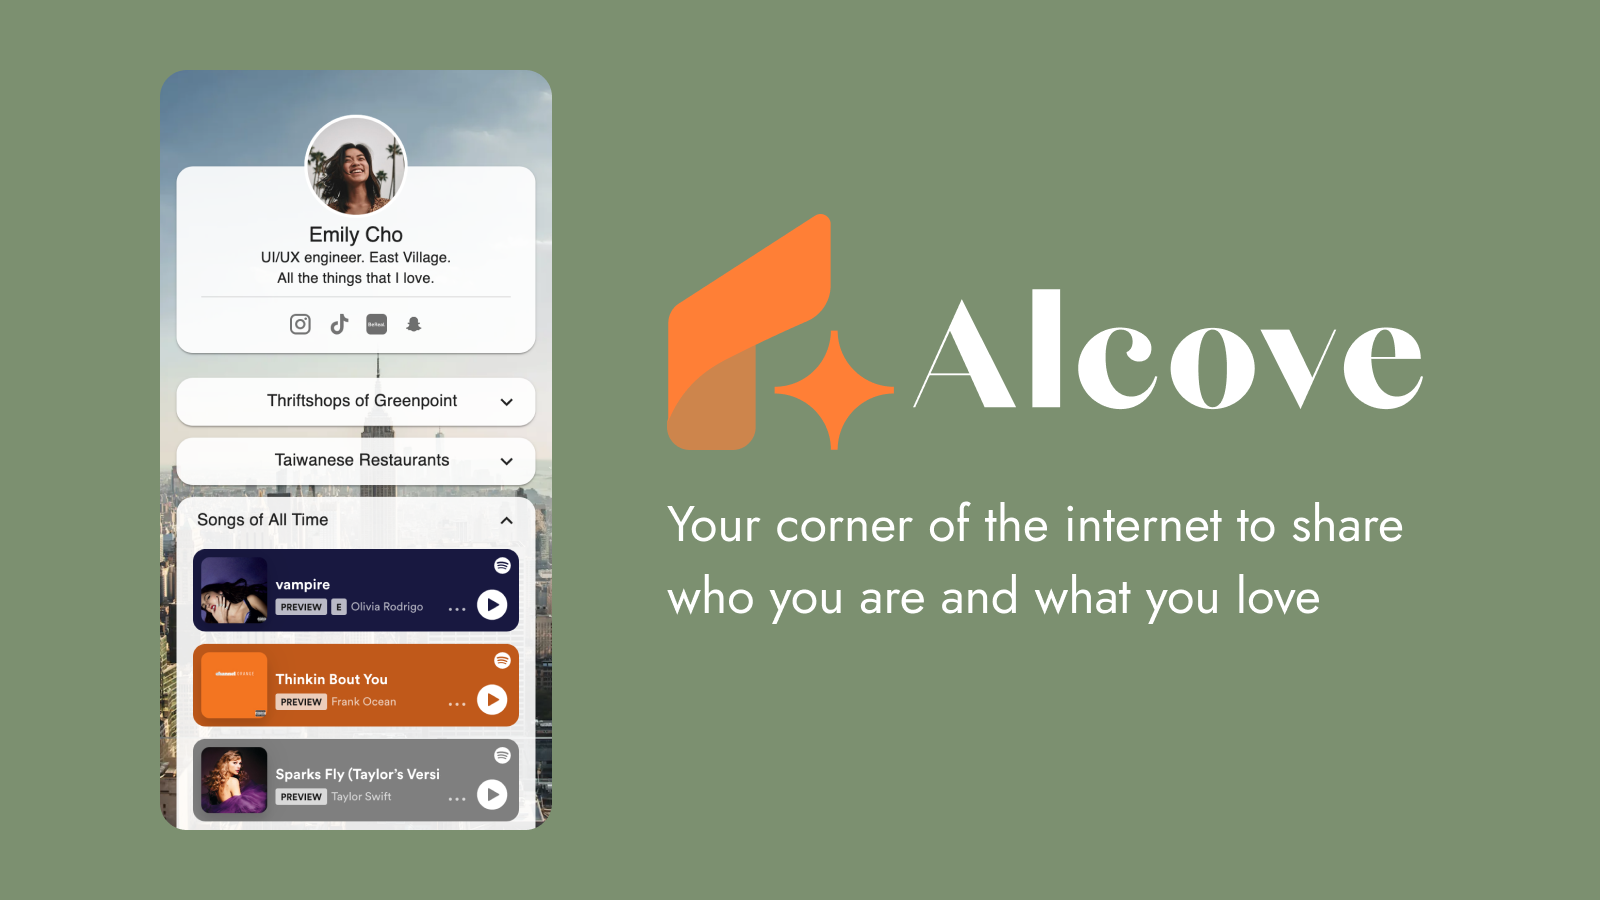 Emily Cho
UI/UX engineer. East Village.
All the things that I love.
BeReal.
Thriftshops of Greenpoint
Taiwanese Restaurants
Songs of All Time
vampire
PREVIEW E Olivia Rodrigo
Thinkin Bout You
PREVIEW Frank Ocean
Sparks Fly (Taylor's Versi
PREVIEW Taylor Swift
Alcove
Your corner of the internet to share
who you are and what you love